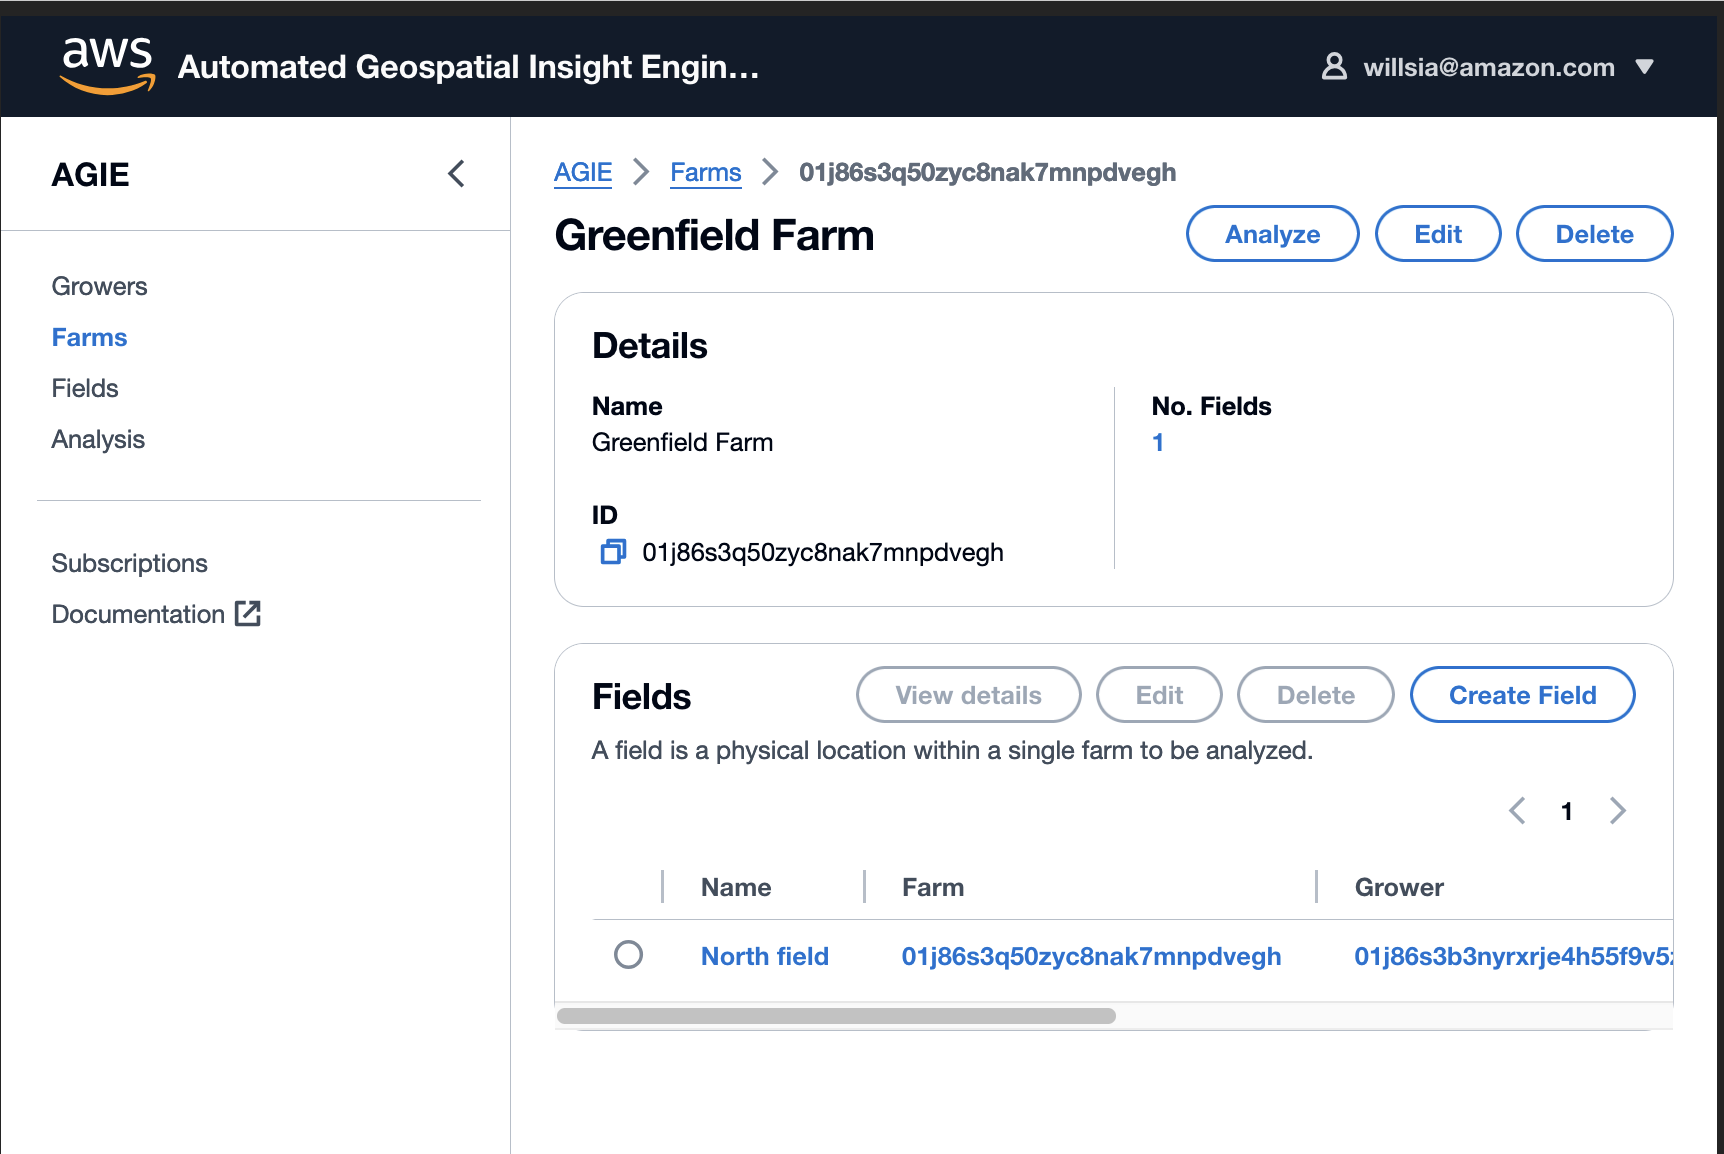 aws
Automated Geospatial Insight Engin...
willsia@amazon.com
AGIE
Growers
Farms
Fields
Analysis
Subscriptions
Documentation
AGIE Farms 01j86s3q50zyc8nak7mnpdvegh
Greenfield Farm
Analyze Edit Delete
Details
Name
Greenfield Farm
ID
01j86s3q50zyc8nak7mnpdvegh
No. Fields
1
Fields
View details Edit Delete Create Field
A field is a physical location within a single farm to be analyzed.
1
Name Farm Grower
North field 01j86s3q50zyc8nak7mnpdvegh 01j86s3b3nyrxrje4h55f9v5z